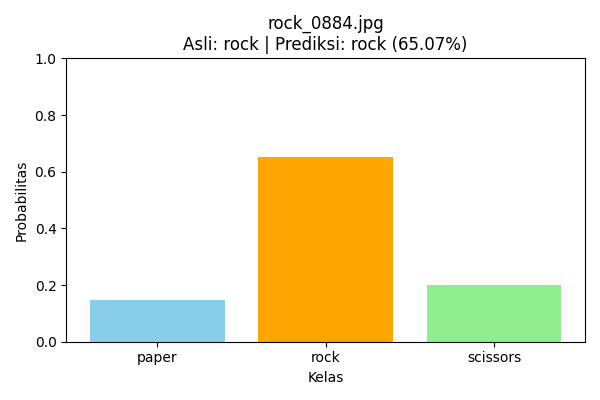 rock_0884.jpg
Asli: rock | Prediksi: rock (65.07%)
1.0
0.8
0.6
0.4
0.2
0.0
Probabilitas
paper
rock
scissors
Kelas